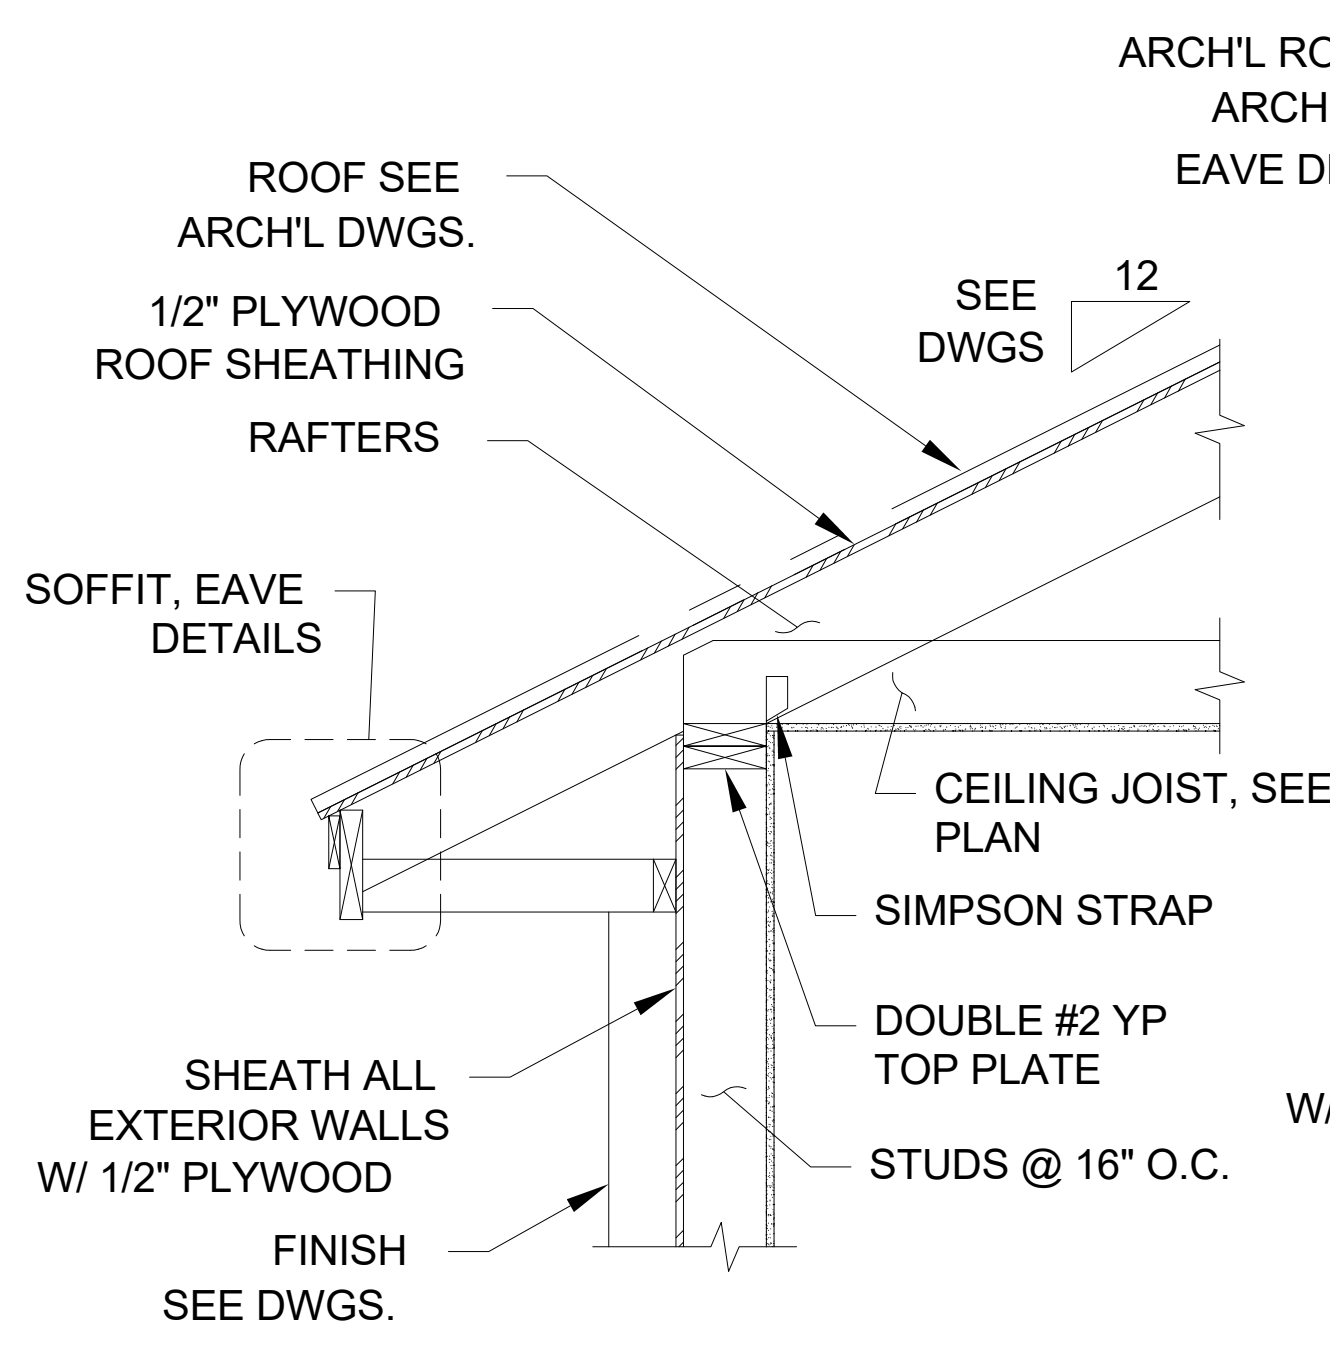 ARCH'L
ARCH
EAVE
ROOF SEE
ARCH'L DWGS.
1/2" PLYWOOD
ROOF SHEATHING
RAFTERS
SEE
DWGS
12
SOFFIT, EAVE
DETAILS
CEILING JOIST, SEE
PLAN
SIMPSON STRAP
DOUBLE #2 YP
TOP PLATE
STUDS @ 16" O.C.
SHEATH ALL
EXTERIOR WALLS
W/ 1/2" PLYWOOD
FINISH
SEE DWGS.
W/